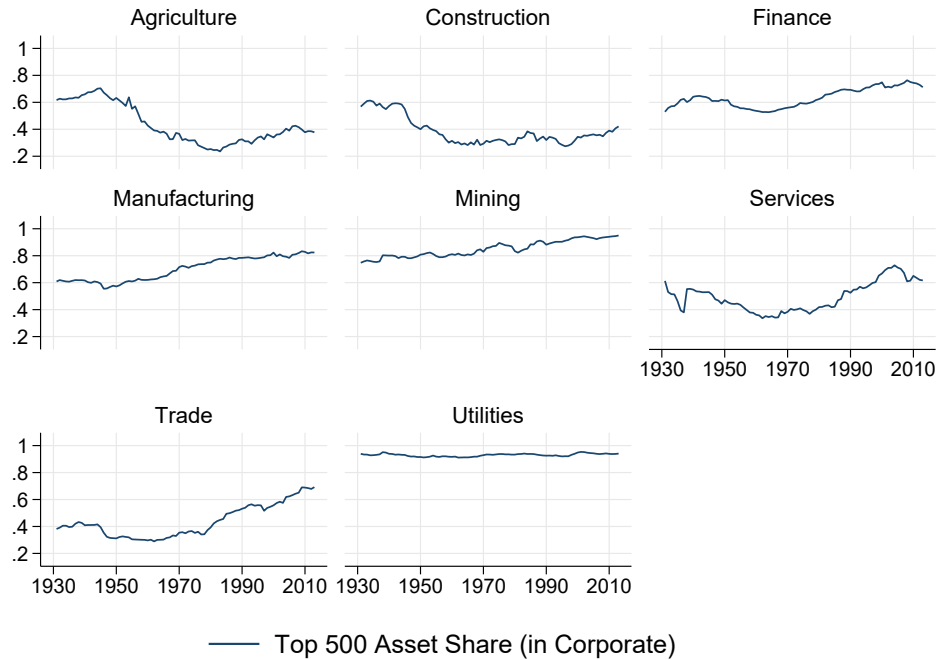 Agriculture Construction Finance
1
.8
.6
.4
.2
Manufacturing Mining Services
1
.8
.6
.4
.2
1930 1950 1970 1990 2010
Trade Utilities
1
.8
.6
.4
.2
1930 1950 1970 1990 2010 1930 1950 1970 1990 2010
Top 500 Asset Share (in Corporate)